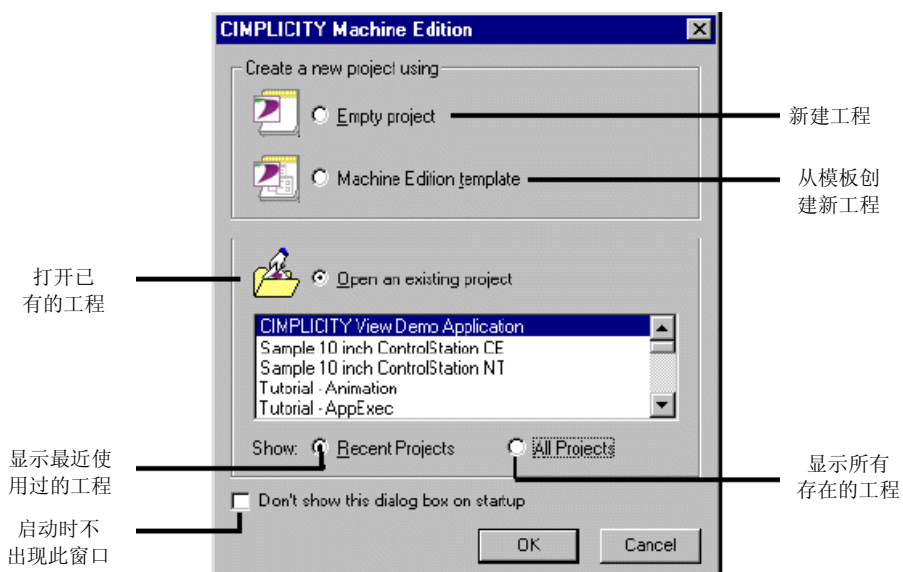 CIMPLICITY Machine Edition
Create a new project using
Empty project
新建工程
Machine Edition template
从模板创
建新工程
打开已
有的工程
Open an existing project
CIMPLICITY View Demo Application
Sample 10 inch ControlStation CE
Sample 10 inch ControlStation NT
Tutorial - Animation
Tutorial - AppExec
Show:
Recent Projects
All Projects
显示最近使
用过的工程
显示所有
存在的工程
Don't show this dialog box on startup
启动时不
出现此窗口
OK
Cancel